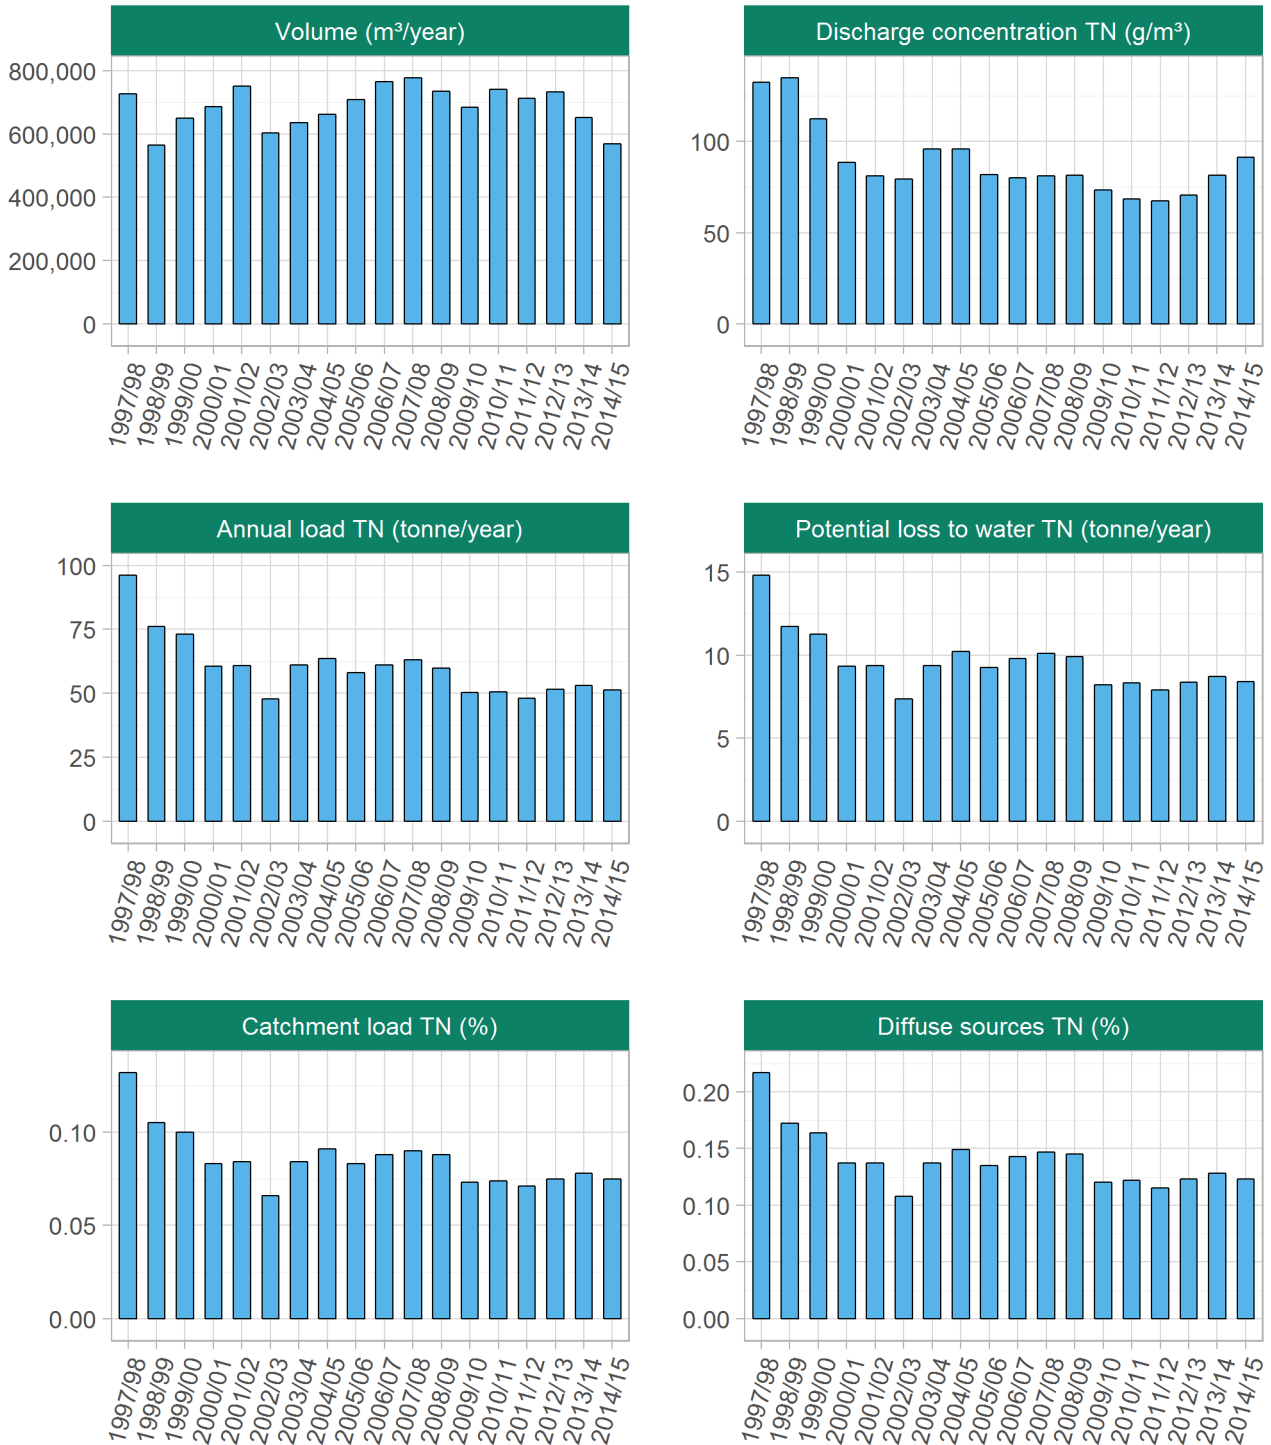 Volume (m³/year)
800,000
600,000
400,000
200,000
0
1997/98 1998/99 1999/00 2000/01 2001/02 2002/03 2003/04 2004/05 2005/06 2006/07 2007/08 2008/09 2009/10 2010/11 2011/12 2012/13 2013/14 2014/15
Discharge concentration TN (g/m³)
100
50
0
1997/98 1998/99 1999/00 2000/01 2001/02 2002/03 2003/04 2004/05 2005/06 2006/07 2007/08 2008/09 2009/10 2010/11 2011/12 2012/13 2013/14 2014/15
Annual load TN (tonne/year)
100
75
50
25
0
1997/98 1998/99 1999/00 2000/01 2001/02 2002/03 2003/04 2004/05 2005/06 2006/07 2007/08 2008/09 2009/10 2010/11 2011/12 2012/13 2013/14 2014/15
Potential loss to water TN (tonne/year)
15
10
5
0
1997/98 1998/99 1999/00 2000/01 2001/02 2002/03 2003/04 2004/05 2005/06 2006/07 2007/08 2008/09 2009/10 2010/11 2011/12 2012/13 2013/14 2014/15
Catchment load TN (%)
0.10
0.05
0.00
1997/98 1998/99 1999/00 2000/01 2001/02 2002/03 2003/04 2004/05 2005/06 2006/07 2007/08 2008/09 2009/10 2010/11 2011/12 2012/13 2013/14 2014/15
Diffuse sources TN (%)
0.20
0.15
0.10
0.05
0.00
1997/98 1998/99 1999/00 2000/01 2001/02 2002/03 2003/04 2004/05 2005/06 2006/07 2007/08 2008/09 2009/10 2010/11 2011/12 2012/13 2013/14 2014/15